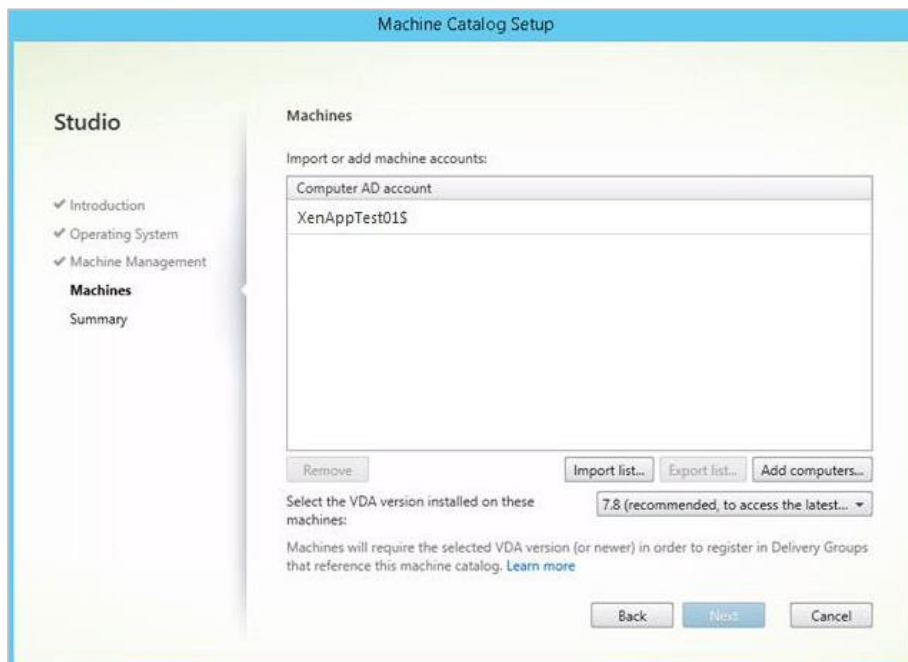 Machine Catalog Setup
Studio
Introduction
Operating System
Machine Management
Machines
Summary
Machines
Import or add machine accounts:
Computer AD account
XenAppTest01$
Remove
Import list...
Export list...
Add computers...
Select the VDA version installed on these
machines:
7.8 (recommended, to access the latest...
Machines will require the selected VDA version (or newer) in order to register in Delivery Groups
that reference this machine catalog. Learn more
Back
Next
Cancel